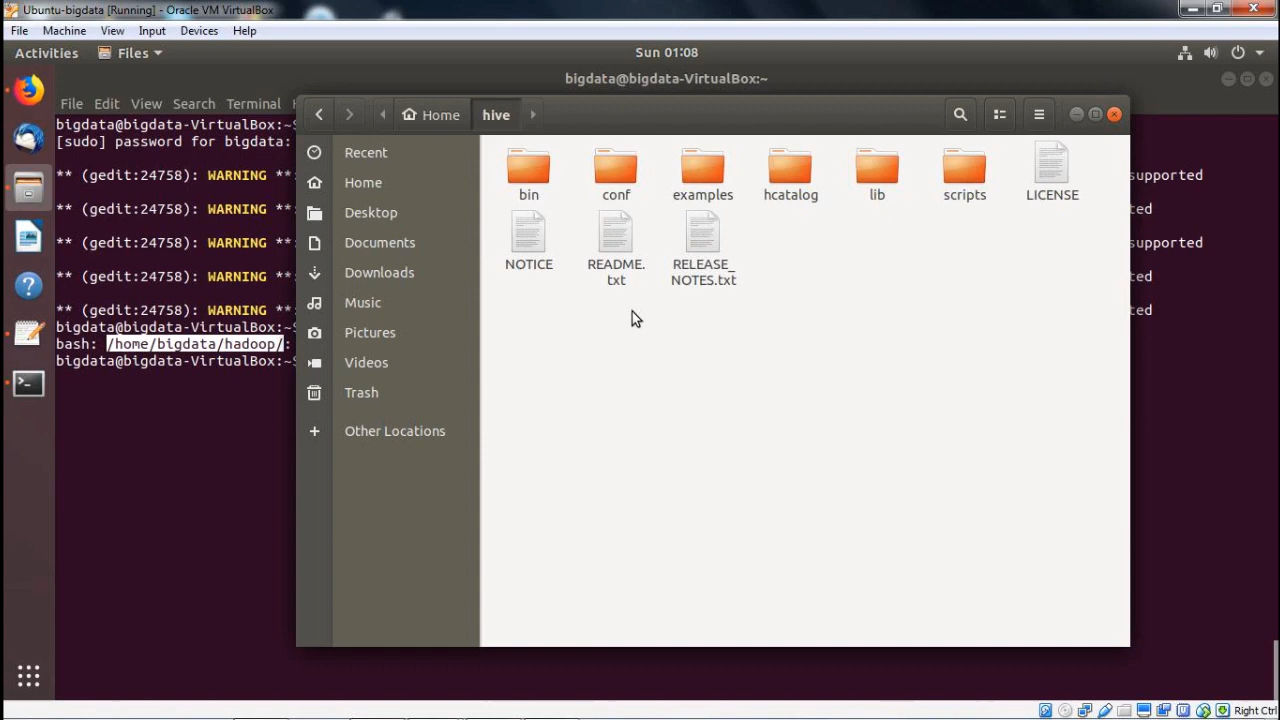 Ubuntu-bigdata [Running] - Oracle VM VirtualBox
File Machine View Input Devices Help
Activities Files Sun 01:08
bigdata@bigdata-VirtualBox:~
File Edit View Search Terminal
Home hive
bigdata@bigdata-VirtualBox:~$
[sudo] password for bigdata:
** (gedit:24758): WARNING **: supported
** (gedit:24758): WARNING **: ted
** (gedit:24758): WARNING **: supported
** (gedit:24758): WARNING **: ted
** (gedit:24758): WARNING **: ted
bigdata@bigdata-VirtualBox:~$
bash: /home/bigdata/hadoop/:
bigdata@bigdata-VirtualBox:~$
Recent
Home
Desktop
Documents
Downloads
Music
Pictures
Videos
Trash
Other Locations
bin conf examples hcatalog lib scripts LICENSE
NOTICE
README.
txt
RELEASE_
NOTES.txt
Right Ctrl